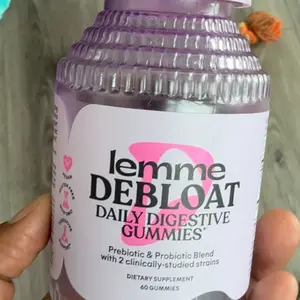 lemme
DEBLOAT
DAILY DIGESTIVE
GUMMIES*
Prebiotic & Probiotic Blend
with 2 clinically-studied strains
DIETARY SUPPLEMENT
60 GUMMIES